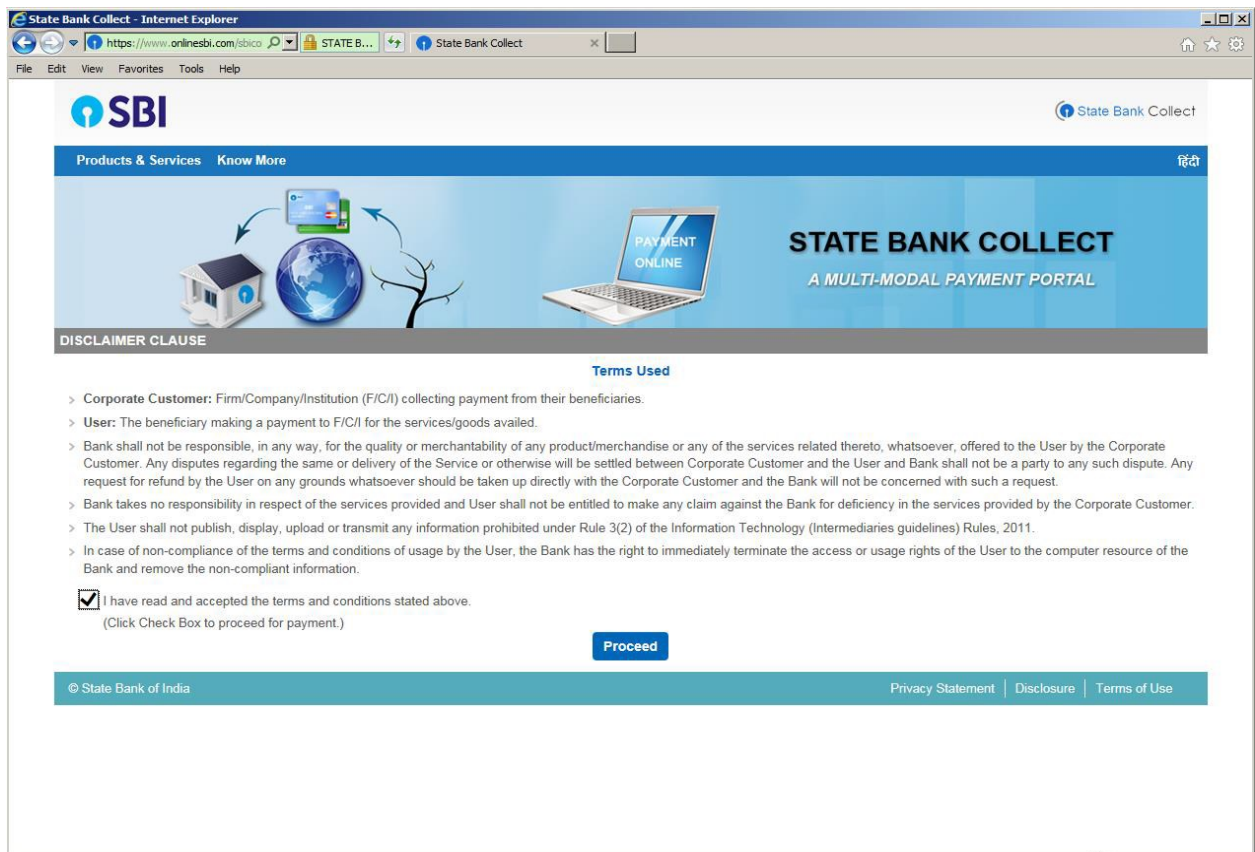 State Bank Collect - Internet Explorer
https://www.onlinesbi.com/sbico STATE B... State Bank Collect
File Edit View Favorites Tools Help
SBI
State Bank Collect
Products & Services Know More हिंदी
PAYMENT
ONLINE
STATE BANK COLLECT
A MULTI-MODAL PAYMENT PORTAL
DISCLAIMER CLAUSE
Terms Used
Corporate Customer: Firm/Company/Institution (F/C/I) collecting payment from their beneficiaries.
User: The beneficiary making a payment to F/C/I for the services/goods availed.
Bank shall not be responsible, in any way, for the quality or merchantability of any product/merchandise or any of the services related thereto, whatsoever, offered to the User by the Corporate
Customer. Any disputes regarding the same or delivery of the Service or otherwise will be settled between Corporate Customer and the User and Bank shall not be a party to any such dispute. Any
request for refund by the User on any grounds whatsoever should be taken up directly with the Corporate Customer and the Bank will not be concerned with such a request.
Bank takes no responsibility in respect of the services provided and User shall not be entitled to make any claim against the Bank for deficiency in the services provided by the Corporate Customer.
The User shall not publish, display, upload or transmit any information prohibited under Rule 3(2) of the Information Technology (Intermediaries guidelines) Rules, 2011.
In case of non-compliance of the terms and conditions of usage by the User, the Bank has the right to immediately terminate the access or usage rights of the User to the computer resource of the
Bank and remove the non-compliant information.
I have read and accepted the terms and conditions stated above.
(Click Check Box to proceed for payment.)
Proceed
© State Bank of India Privacy Statement | Disclosure | Terms of Use